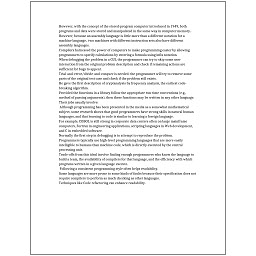 However, with the concept of the stored-program computer introduced in 1949, both
programs and data were stored and manipulated in the same way in computer memory.
However, because an assembly language is little more than a different notation for a
machine language, two machines with different instruction sets also have different
assembly languages.
Compilers harnessed the power of computers to make programming easier by allowing
programmers to specify calculations by entering a formula using infix notation.
When debugging the problem in a GUI, the programmer can try to skip some user
interaction from the original problem description and check if remaining actions are
sufficient for bugs to appear.
Trial-and-error/divide-and-conquer is needed: the programmer will try to remove some
parts of the original test case and check if the problem still exists.
He gave the first description of cryptanalysis by frequency analysis, the earliest code-
breaking algorithm.
Provided the functions in a library follow the appropriate run-time conventions (e.g.,
method of passing arguments), then these functions may be written in any other language.
Their jobs usually involve:
Although programming has been presented in the media as a somewhat mathematical
subject, some research shows that good programmers have strong skills in natural human
languages, and that learning to code is similar to learning a foreign language.
For example, COBOL is still strong in corporate data centers often on large mainframe
computers, Fortran in engineering applications, scripting languages in Web development,
and C in embedded software.
Normally the first step in debugging is to attempt to reproduce the problem.
Programmers typically use high-level programming languages that are more easily
intelligible to humans than machine code, which is directly executed by the central
processing unit.
Trade-offs from this ideal involve finding enough programmers who know the language to
build a team, the availability of compilers for that language, and the efficiency with which
programs written in a given language execute.
Following a consistent programming style often helps readability.
Some languages are more prone to some kinds of faults because their specification does not
require compilers to perform as much checking as other languages.
Techniques like Code refactoring can enhance readability.